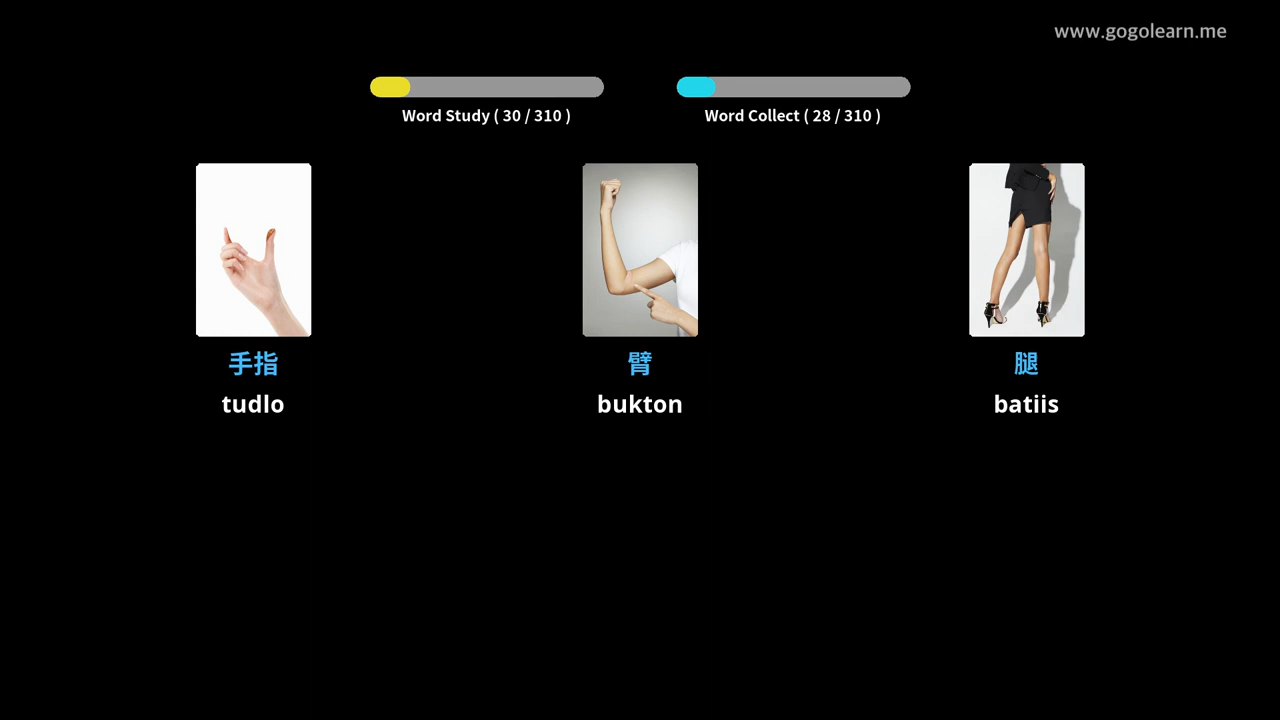 www.gogolearn.me
Word Study ( 30 / 310 )
Word Collect ( 28 / 310 )
手指
臂
腿
tudlo
bukton
batiis